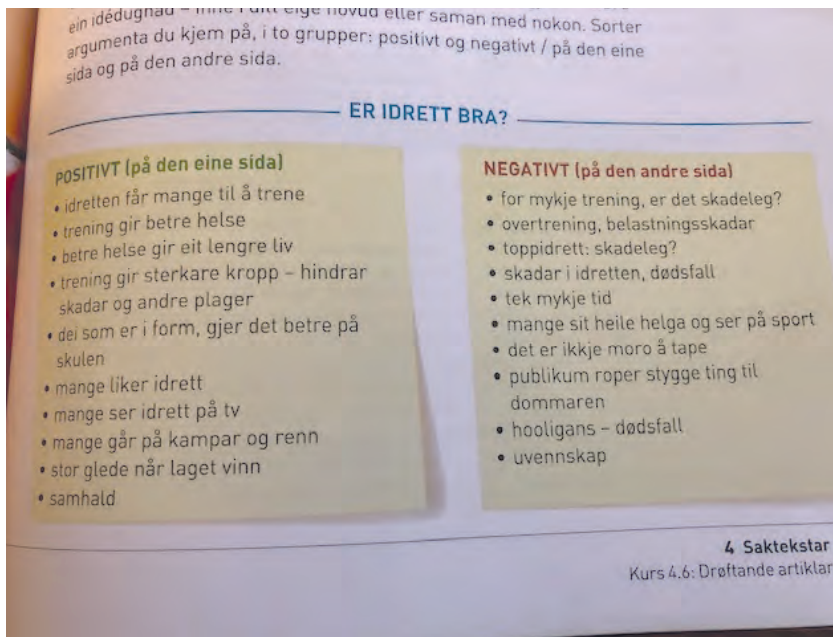 ein idédugnad – inne i ditt eige hovud eller saman med nokon. Sorter
argumenta du kjem på, i to grupper: positivt og negativt / på den eine
sida og på den andre sida.
ER IDRETT BRA?
POSITIVT (på den eine sida)
• idretten får mange til å trene
• trening gir betre helse
• betre helse gir eit lengre liv
• trening gir sterkare kropp – hindrar
skadar og andre plager
• dei som er i form, gjer det betre på
skulen
• mange liker idrett
• mange ser idrett på tv
• mange går på kampar og renn
• stor glede når laget vinn
• samhald
NEGATIVT (på den andre sida)
• for mykje trening, er det skadeleg?
• overtrening, belastningsskadar
• toppidrett: skadeleg?
• skadar i idretten, dødsfall
• tek mykje tid
• mange sit heile helga og ser på sport
• det er ikkje moro å tape
• publikum roper stygge ting til
dommaren
• hooligans – dødsfall
• uvennskap
4 Saktekstar
Kurs 4.6: Drøftande artiklar